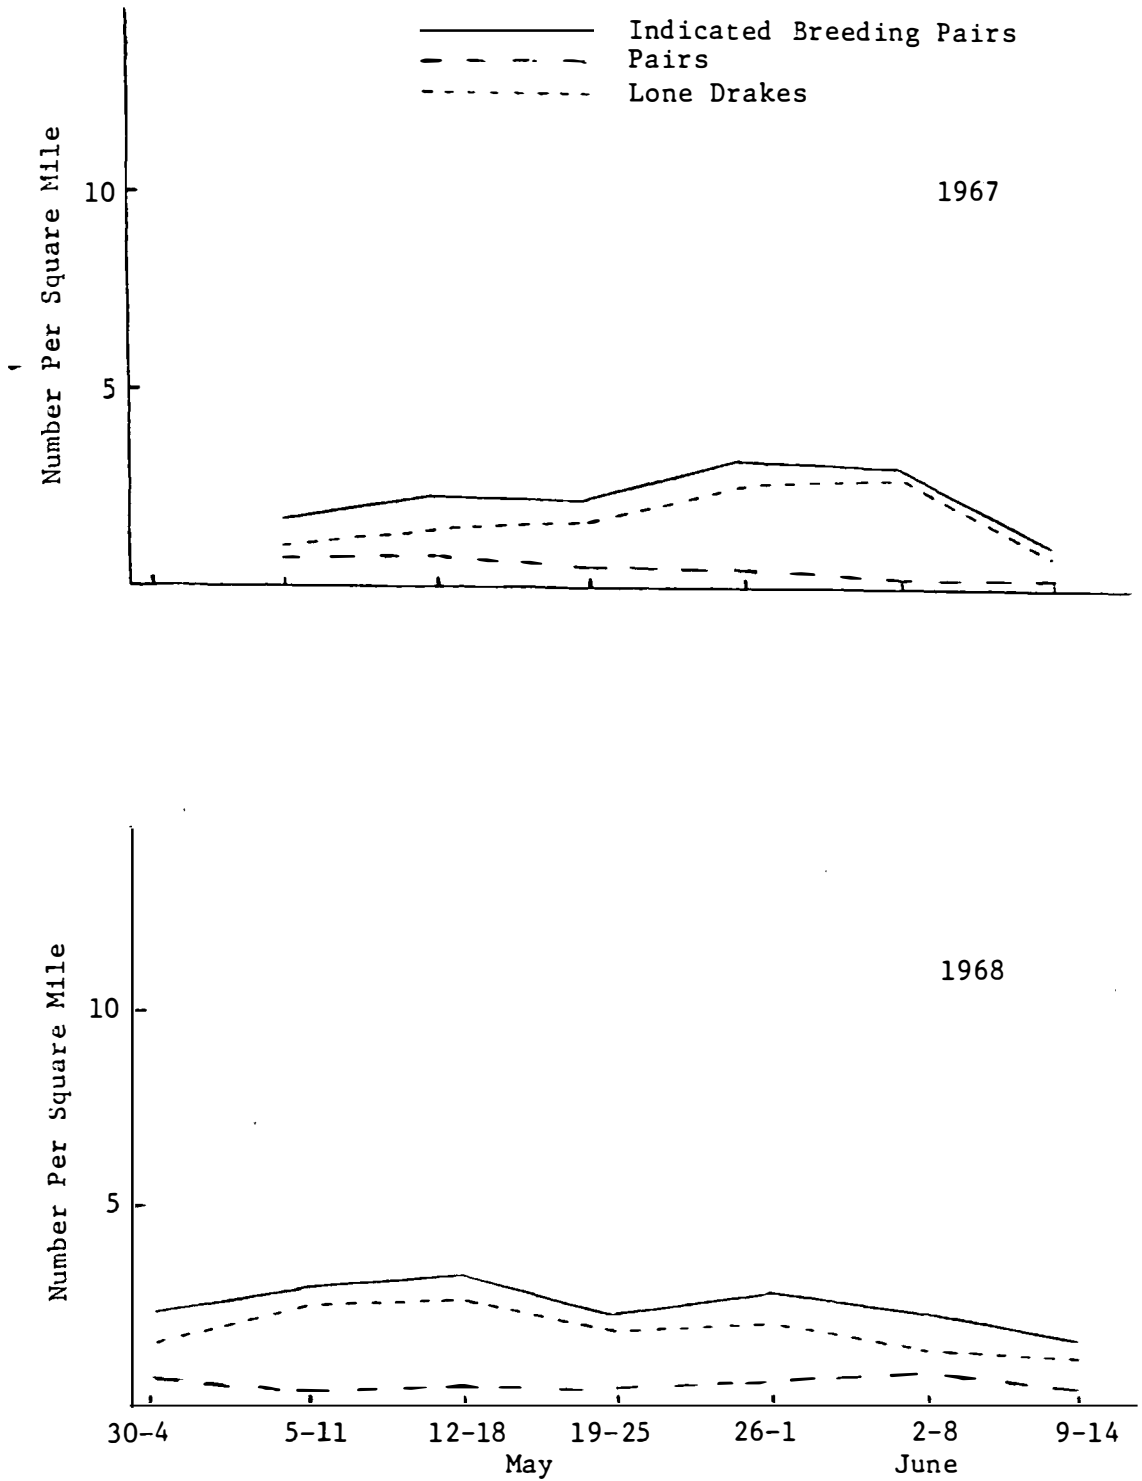 Indicated Breeding Pairs
Pairs
Lone Drakes
Number Per Square Mile
10
5
1967
Number Per Square Mile
10
5
1968
30-4 5-11 12-18 19-25 26-1 2-8 9-14
May June